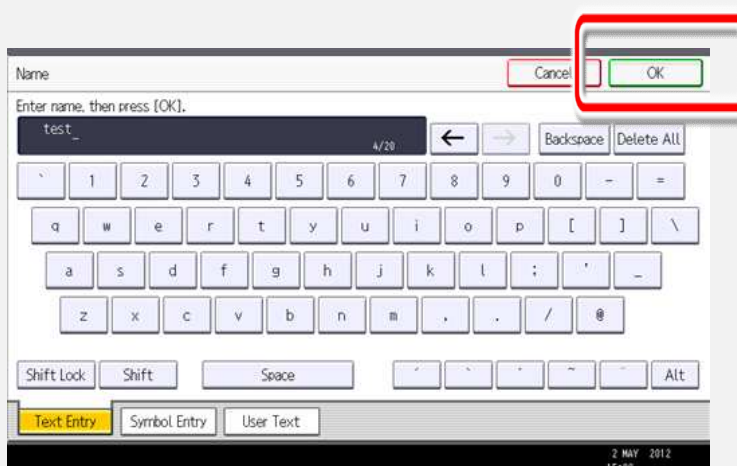 Name Cancel OK
Enter name, then press [OK].
test_
4/20 ← → Backspace Delete All
` 1 2 3 4 5 6 7 8 9 0 - =
q w e r t y u i o p [ ] \
a s d f g h j k l ; ' _
z x c v b n m , . / @
Shift Lock Shift Space ´ ` ^ ~ ¨ Alt
Text Entry Symbol Entry User Text
2 MAY 2012